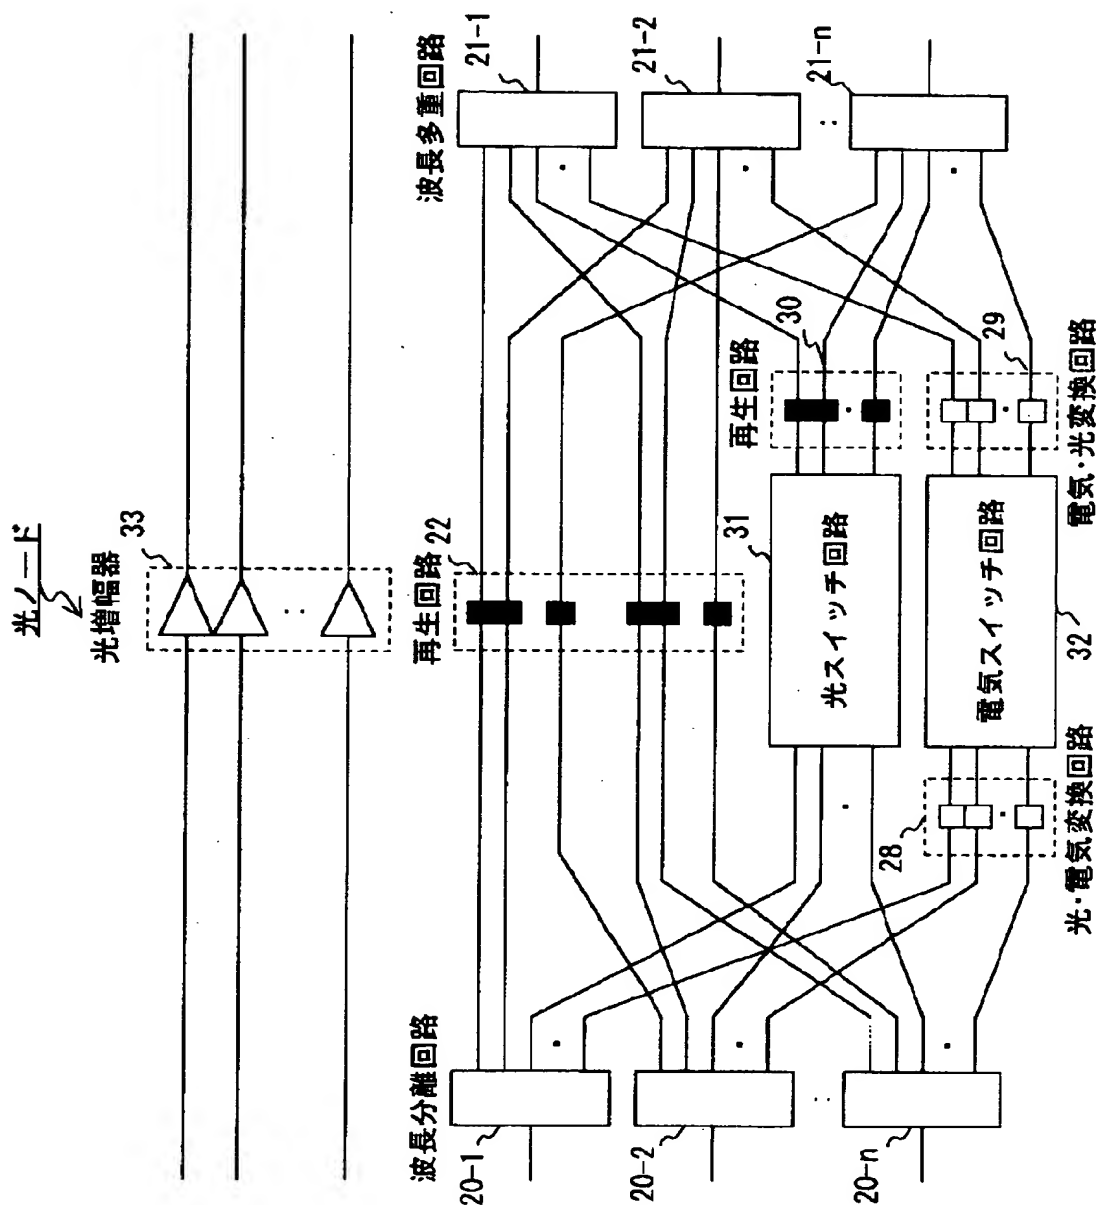 光ノード
光増幅器
33
波長分離回路
20-1
20-2
20-n
再生回路
22
波長多重回路
21-1
21-2
21-n
光スイッチ回路
31
再生回路
30
光・電気変換回路
28
電気スイッチ回路
32
電気・光変換回路
29